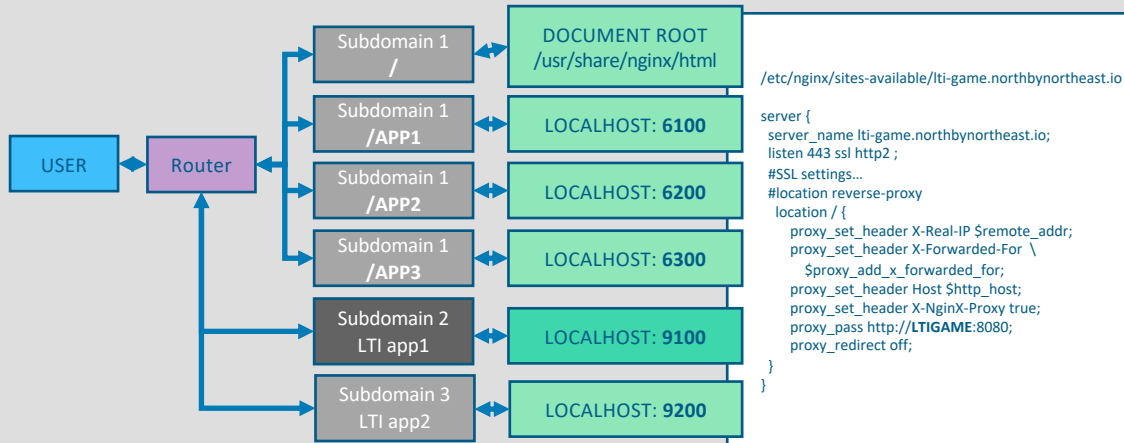 USER
Router
Subdomain 1
/
DOCUMENT ROOT
/usr/share/nginx/html
Subdomain 1
/APP1
LOCALHOST: 6100
Subdomain 1
/APP2
LOCALHOST: 6200
Subdomain 1
/APP3
LOCALHOST: 6300
Subdomain 2
LTI app1
LOCALHOST: 9100
Subdomain 3
LTI app2
LOCALHOST: 9200
/etc/nginx/sites-available/lti-game.northbynortheast.io
server {
server_name lti-game.northbynortheast.io;
listen 443 ssl http2 ;
#SSL settings…
#location reverse-proxy
location / {
proxy_set_header X-Real-IP $remote_addr;
proxy_set_header X-Forwarded-For \
$proxy_add_x_forwarded_for;
proxy_set_header Host $http_host;
proxy_set_header X-NginX-Proxy true;
proxy_pass http://LTIGAME:8080;
proxy_redirect off;
}
}